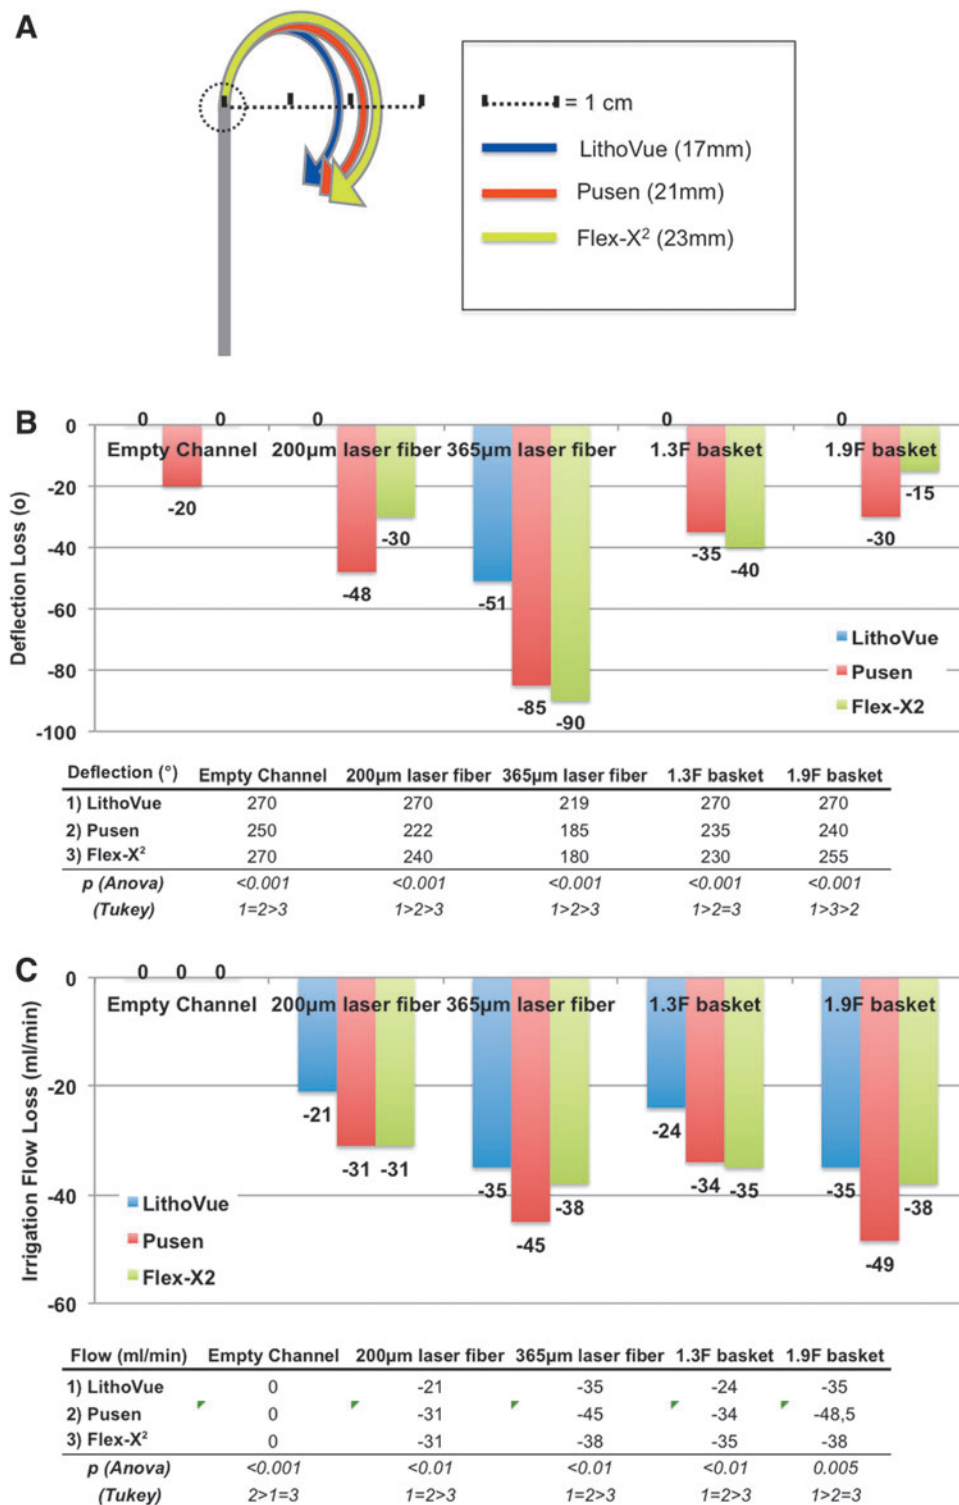 A
= 1 cm
LithoVue (17mm)
Pusen (21mm)
Flex-X² (23mm)
B
0 0 0 0 0
0
Empty Channel 200µm laser fiber 365µm laser fiber 1.3F basket 1.9F basket
-20
-40
-60
-80
-100
Deflection Loss (o)
-20
-48
-30
-51
-85
-90
-35
-40
-30
-15
LithoVue
Pusen
Flex-X2
Deflection (°) Empty Channel 200µm laser fiber 365µm laser fiber 1.3F basket 1.9F basket
1) LithoVue 270 270 219 270 270
2) Pusen 250 222 185 235 240
3) Flex-X² 270 240 180 230 255
p (Anova) <0.001 <0.001 <0.001 <0.001 <0.001
(Tukey) 1=2>3 1>2>3 1>2>3 1>2=3 1>3>2
C
0 0 0
0
Empty Channel 200µm laser fiber 365µm laser fiber 1.3F basket 1.9F basket
-20
-40
-60
Irrigation Flow Loss (ml/min)
-21
-31
-31
-35
-45
-38
-24
-34
-35
-35
-49
-38
LithoVue
Pusen
Flex-X2
Flow (ml/min) Empty Channel 200µm laser fiber 365µm laser fiber 1.3F basket 1.9F basket
1) LithoVue 0 -21 -35 -24 -35
2) Pusen 0 -31 -45 -34 -48,5
3) Flex-X² 0 -31 -38 -35 -38
p (Anova) <0.001 <0.01 <0.01 <0.01 0.005
(Tukey) 2>1=3 1=2>3 1=2>3 1=2>3 1>2=3